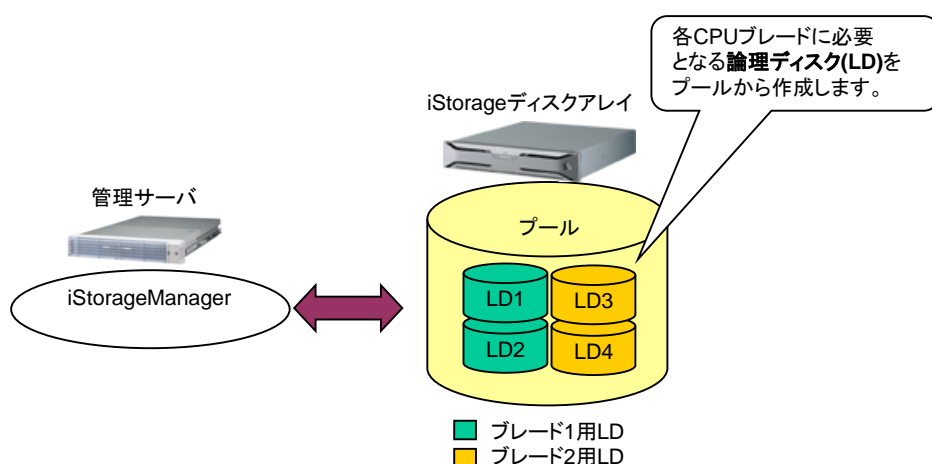 各CPUブレードに必要
となる論理ディスク(LD)を
プールから作成します。
iStorageディスクアレイ
管理サーバ
プール
iStorageManager
LD1
LD3
LD2
LD4
ブレード1用LD
ブレード2用LD